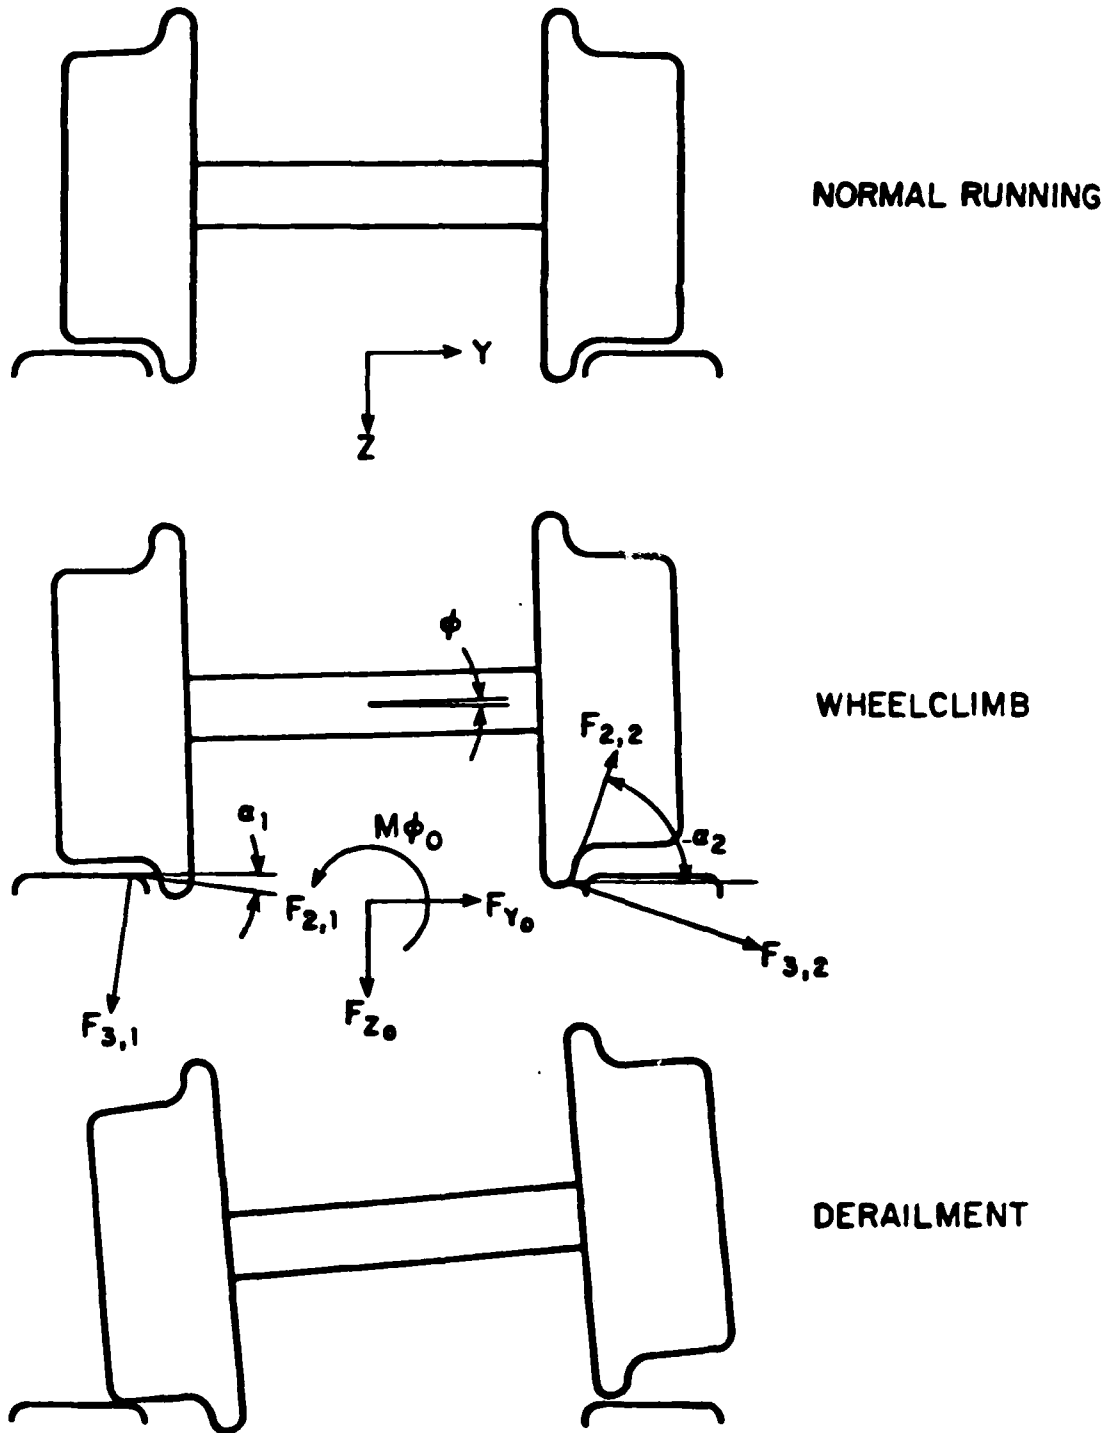 NORMAL RUNNING
Y
Z
ϕ
WHEELCLIMB
F2,2
α1
Mϕ0
-α2
F2,1
FY0
F3,2
FZ0
F3,1
DERAILMENT